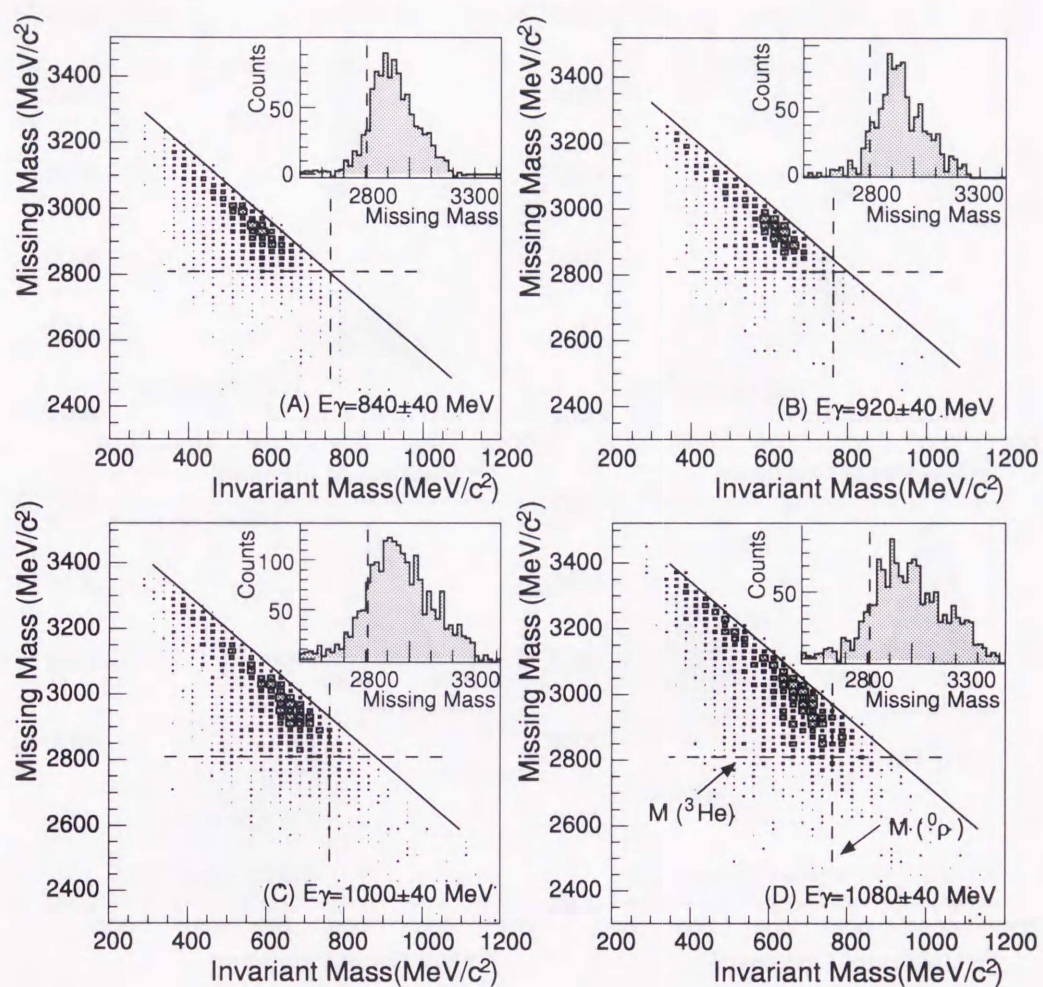 Missing Mass (MeV/c²)
3400
3200
3000
2800
2600
2400
Counts
50
0
2800
3300
Missing Mass
(A) Eγ=840±40 MeV
200 400 600 800 1000 1200
Invariant Mass(MeV/c²)
Missing Mass (MeV/c²)
3400
3200
3000
2800
2600
2400
Counts
50
0
2800
3300
Missing Mass
(B) Eγ=920±40 MeV
200 400 600 800 1000 1200
Invariant Mass(MeV/c²)
Missing Mass (MeV/c²)
3400
3200
3000
2800
2600
2400
Counts
100
50
2800
3300
Missing Mass
(C) Eγ=1000±40 MeV
200 400 600 800 1000 1200
Invariant Mass(MeV/c²)
Missing Mass (MeV/c²)
3400
3200
3000
2800
2600
2400
Counts
50
2800
3300
Missing Mass
M (³He)
M (⁰ρ)
(D) Eγ=1080±40 MeV
200 400 600 800 1000 1200
Invariant Mass(MeV/c²)